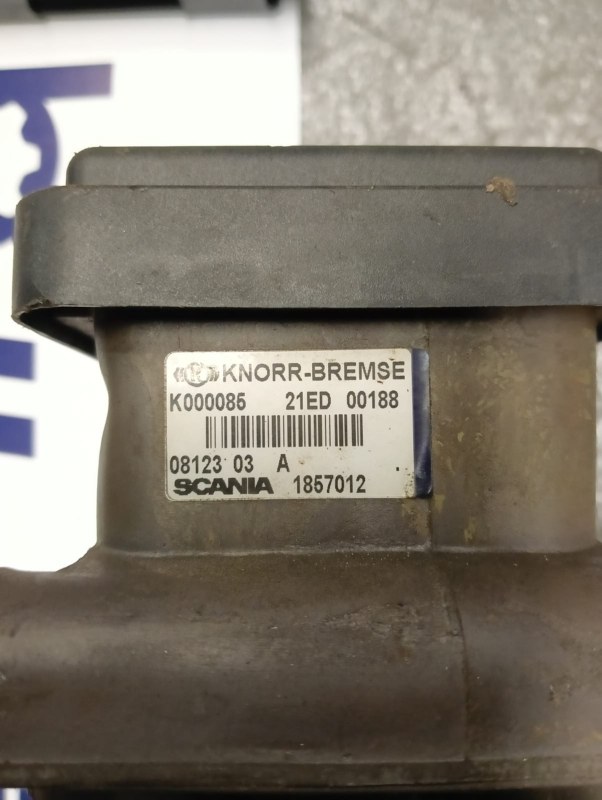 KNORR-BREMSE
K000085 21ED 00188
08123 03 A
SCANIA 1857012